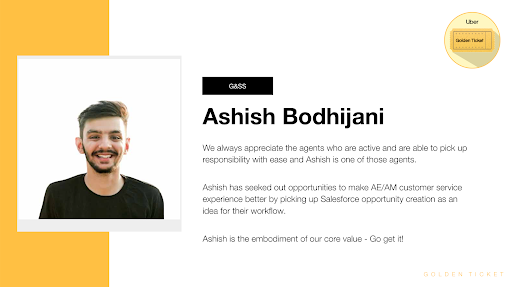 Uber
Golden Ticket
G&SS
Ashish Bodhijani
We always appreciate the agents who are active and are able to pick up
responsibility with ease and Ashish is one of those agents.
Ashish has seeked out opportunities to make AE/AM customer service
experience better by picking up Salesforce opportunity creation as an
idea for their workflow.
Ashish is the embodiment of our core value - Go get it!
GOLDEN TICKET